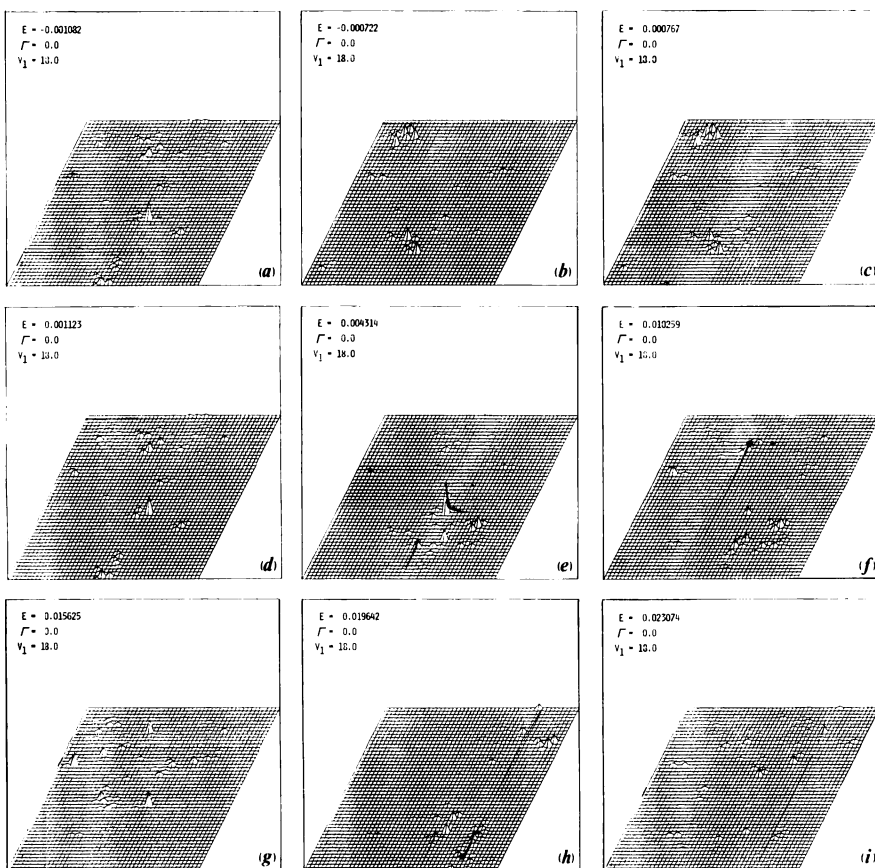 E = -0.001082
Γ = 0.0
V1 = 18.0
(a)
E = -0.000722
Γ = 0.0
V1 = 18.0
(b)
E = 0.000767
Γ = 0.0
V1 = 18.0
(c)
E = 0.001123
Γ = 0.0
V1 = 18.0
(d)
E = 0.004314
Γ = 0.0
V1 = 18.0
(e)
E = 0.010259
Γ = 0.0
V1 = 18.0
(f)
E = 0.015625
Γ = 0.0
V1 = 18.0
(g)
E = 0.019642
Γ = 0.0
V1 = 18.0
(h)
E = 0.023074
Γ = 0.0
V1 = 18.0
(i)